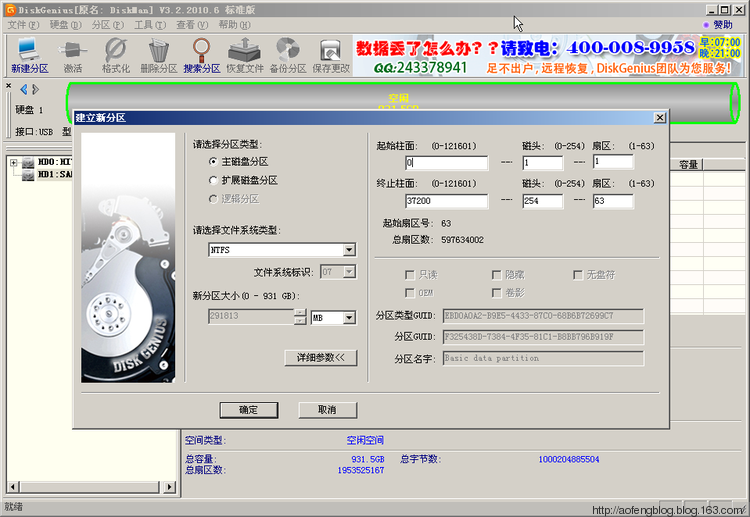 DiskGenius[原名: DiskMan] V3.2.2010.6 标准版
文件(F) 硬盘(D) 分区(P) 工具(T) 查看(V) 帮助(H) 赞助
新建分区 激活 格式化 删除分区 搜索分区 恢复文件 备份分区 保存更改
数据丢了怎么办？？请致电：400-008-9958 早:07:00
晚:21:00
QQ:243378941 足不出户,远程恢复,DiskGenius团队为您服务!
硬盘 1
空闲
931.5GB
接口:USB 型
HD0:HIT
HD1:SAM
容量
建立新分区
请选择分区类型:
主磁盘分区
扩展磁盘分区
逻辑分区
请选择文件系统类型:
NTFS
文件系统标识: 07
新分区大小(0 - 931 GB):
291813 MB
详细参数<<
起始柱面: (0-121601) 磁头: (0-254) 扇区: (1-63)
0 --- 1 --- 1
终止柱面: (0-121601) 磁头: (0-254) 扇区: (1-63)
37200 --- 254 --- 63
起始扇区号: 63
总扇区数: 597634002
只读 隐藏 无盘符
OEM 卷影
分区类型GUID: EBD0A0A2-B9E5-4433-87C0-68B6B72699C7
分区GUID: F325438D-7384-4F35-81C1-B8BB796B919F
分区名字: Basic data partition
DISK GENIUS
确定 取消
空间类型: 空闲空间
总容量: 931.5GB 总字节数: 1000204885504
总扇区数: 1953525167
就绪
http://aofengblog.blog.163.com/